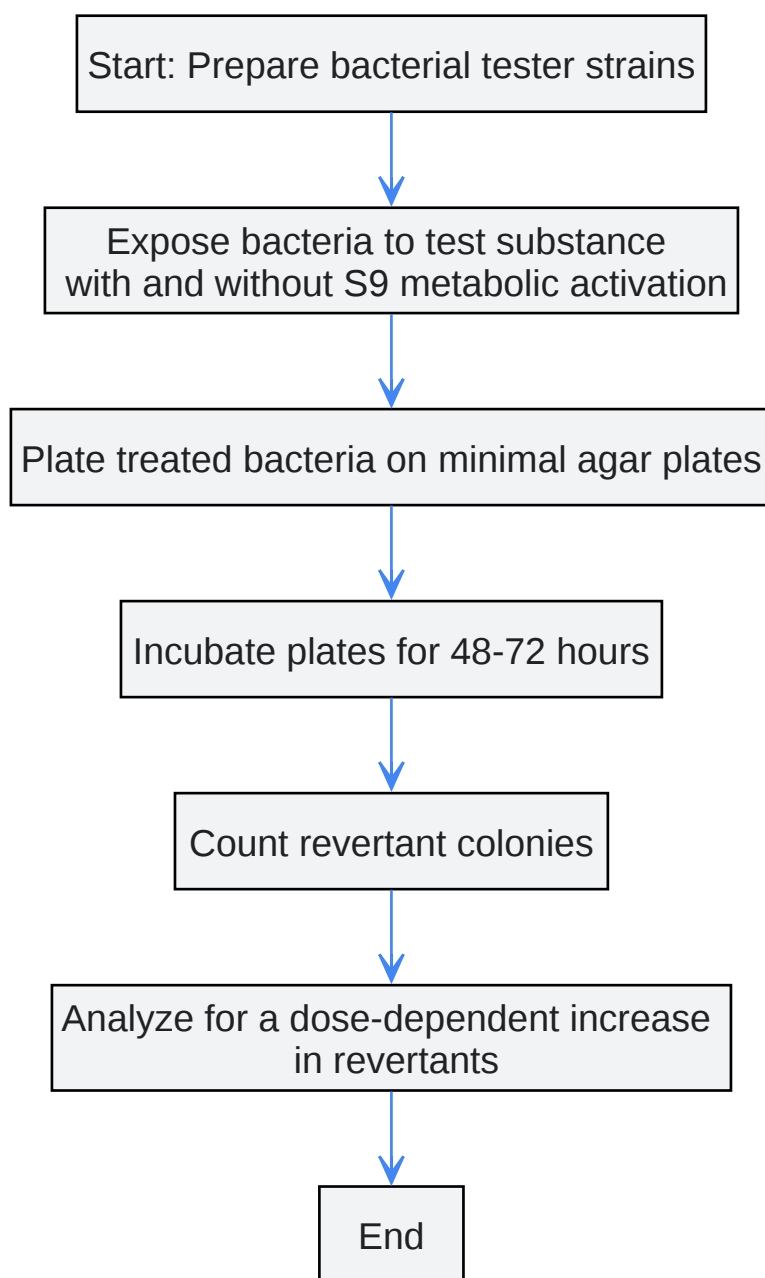 Start: Prepare bacterial tester strains
Expose bacteria to test substance
with and without S9 metabolic activation
Plate treated bacteria on minimal agar plates
Incubate plates for 48-72 hours
Count revertant colonies
Analyze for a dose-dependent increase
in revertants
End